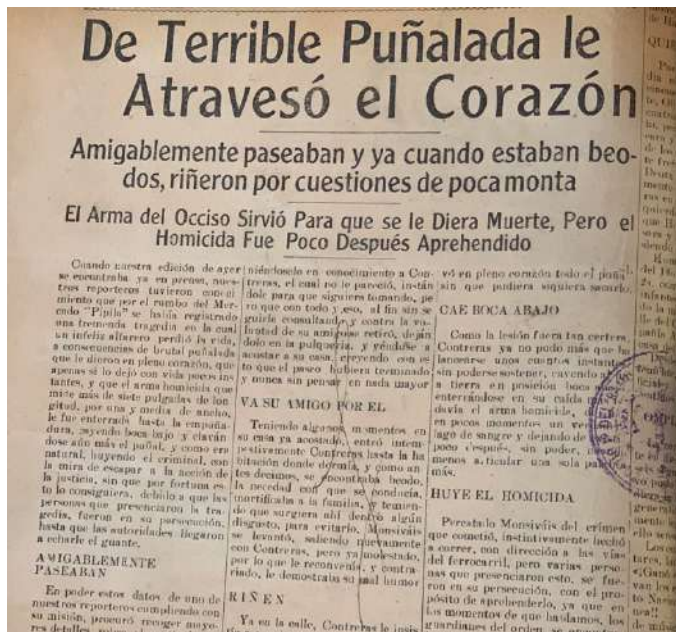 De Terrible Puñalada le
Atravesó el Corazón
Amigablemente paseaban y ya cuando estaban beo-
dos, riñeron por cuestiones de poca monta
El Arma del Occiso Sirvió Para que se le Diera Muerte, Pero el
Homicida Fue Poco Después Aprehendido
Cuando nuestra edición de ayer
se encontraba ya en prensa, nues-
tros reporteros tuvieron conoci
miento que por el rumbo del Mer-
cado "Pípila" se había registrado
una tremenda tragedia en la cual
un infeliz alfarero perdió la vida,
a consecuencias de brutal puñalada
que le dieron en pleno corazón, que
apenas si lo dejó con vida pocos ins
tantes, y que el arma homicida que
mide más de siete pulgadas de lon
gitud, por una y media de ancho,
le fue enterrada hasta la empuña-
dura, cayendo boca bajo y claván
dose aún más el puñal, y como era
natural, huyendo el criminal, con
la mira de escapar a la acción de
la justicia, sin que por fortuna es-
to lo consiguiera, debido a que las
personas que presenciaron la tra-
gedia, fueron en su persecución,
hasta que las autoridades llegaron
a echarle el guante.
AMIGABLEMENTE
PASEABAN
En poder estos datos de uno de
nuestros reporteros cumpliendo con
su misión, procuró recoger mayo-
res detalles,
niéndoselo en conocimiento a Con-
treras, el cual no le pareció, instán
dole para que siguiera tomando, pe
ro que con todo y eso, al fin sin se
guirle consultando y contra la vo-
luntad de su amigo se retiró, deján
dolo en la pulquería, y yéndose a
acostar a su casa, creyendo con es
to que el paseo hubiera terminado
y nunca sin pensar en nada mayor
VA SU AMIGO POR EL
Teniendo algunos momentos en
su casa ya acostado, entró intem-
pestivamente Contreras hasta la ha
bitación donde dormía, y como an
tes decimos, se encontraba beodo,
la necedad con que se conducía,
mortificaba a la familia, y temien-
do que surgiera ahí dentro algún
disgusto, para evitarlo, Monsiváis
se levantó, saliendo nuevamente
con Contreras, pero ya molestado,
por lo que le reconvenía, y contra-
riado, le demostraba su mal humor
RIÑEN
Ya en la calle, Contreras le insis
vó en pleno corazón todo el puñal,
sin que pudiera siquiera sacarlo.
CAE BOCA ABAJO
Como la lesión fuera tan certera,
Contreras ya no pudo más que ba
lancearse unos cuantos instantes,
sin poderse sostener, cayendo
a tierra en posición boca
enterrándose en su caída
davía el arma homicida,
en pocos momentos un
lago de sangre y dejando de
poco después, sin poder,
menos articular una sola
más.
HUYE EL HOMICIDA
Percatado Monsiváis del crimen
que cometió, instintivamente hechó
a correr, con dirección a las vías
del ferrocarril, pero varias perso-
nas que presenciaron esto, se fue-
ron en su persecución, con el pro-
pósito de aprehenderlo, ya que en
los momentos de que hablamos, los
guardianes del orden se